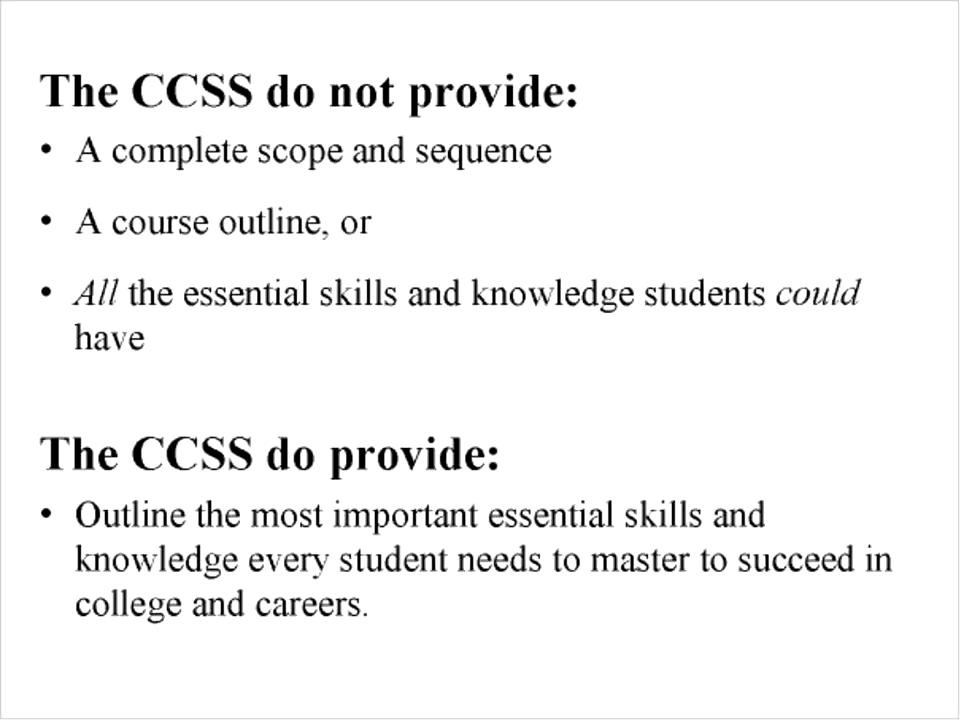 The CCSS do not provide:
• A complete scope and sequence
• A course outline, or
• All the essential skills and knowledge students could
have
The CCSS do provide:
• Outline the most important essential skills and
knowledge every student needs to master to succeed in
college and careers.